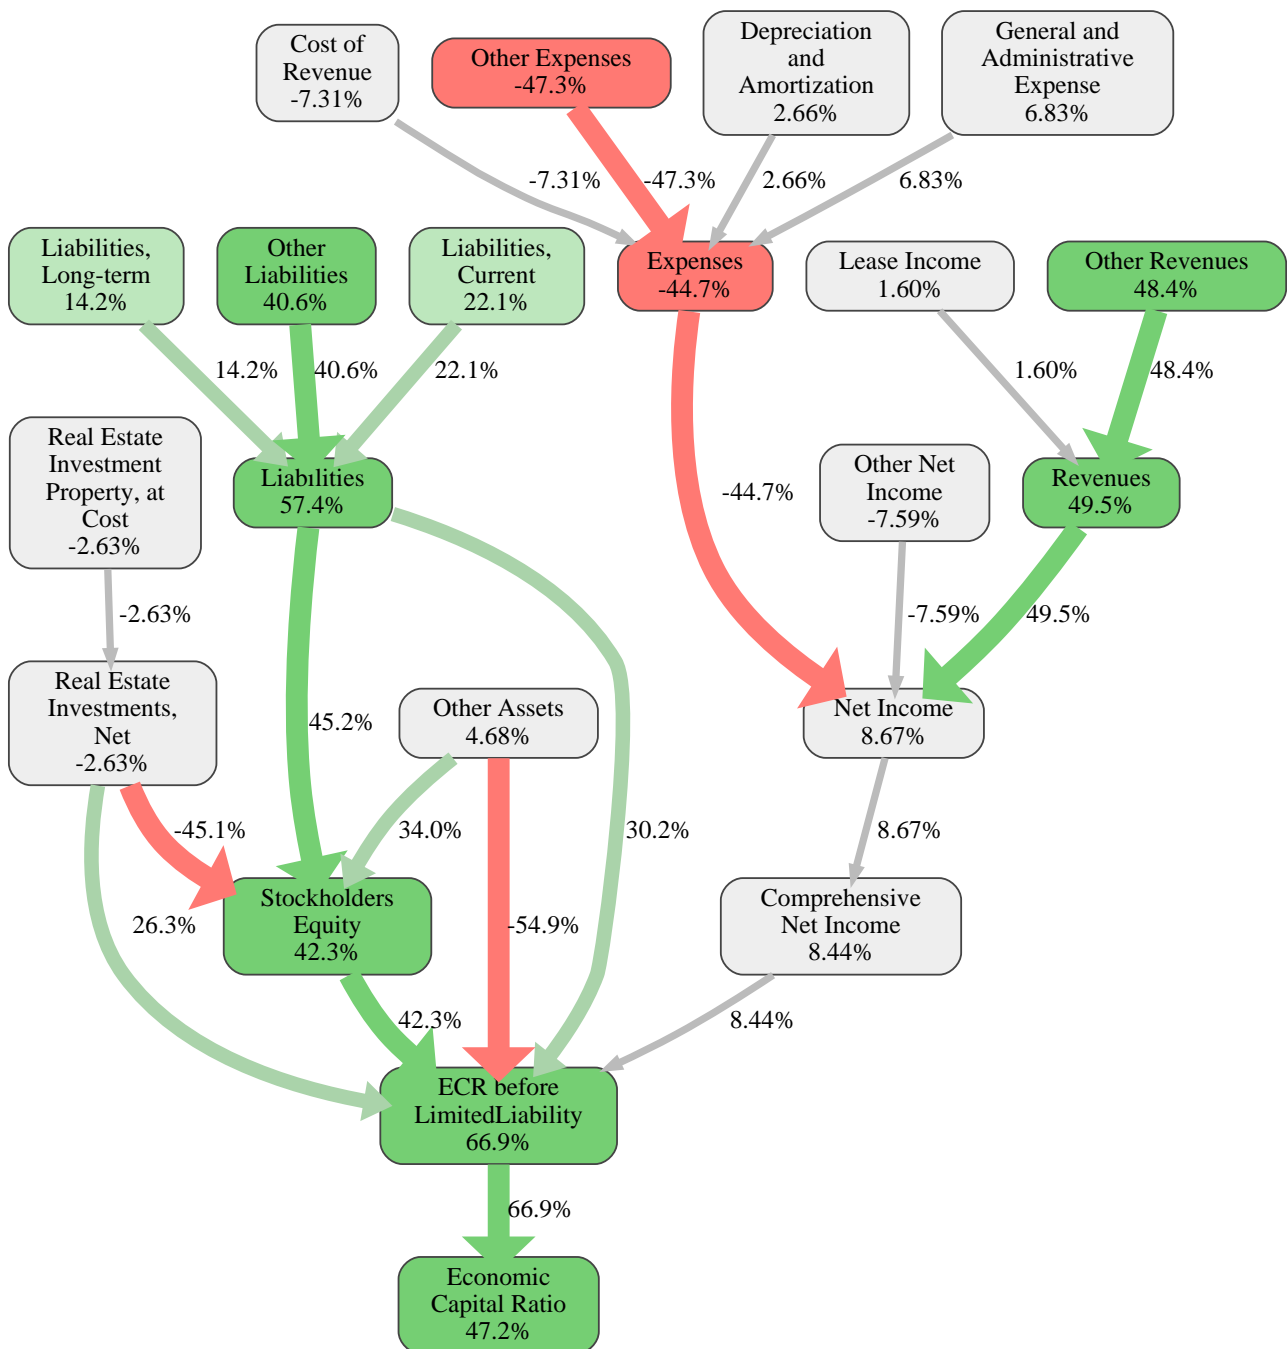 Cost of
Revenue
-7.31%
Other Expenses
-47.3%
Depreciation
and
Amortization
2.66%
General and
Administrative
Expense
6.83%
-7.31%
-47.3%
2.66%
6.83%
Liabilities,
Long-term
14.2%
Other
Liabilities
40.6%
Liabilities,
Current
22.1%
Expenses
-44.7%
Lease Income
1.60%
Other Revenues
48.4%
14.2%
40.6%
22.1%
1.60%
48.4%
Real Estate
Investment
Property, at
Cost
-2.63%
Liabilities
57.4%
-44.7%
Other Net
Income
-7.59%
Revenues
49.5%
-2.63%
-7.59%
49.5%
Real Estate
Investments,
Net
-2.63%
45.2%
Other Assets
4.68%
Net Income
8.67%
-45.1%
34.0%
30.2%
8.67%
26.3%
Stockholders
Equity
42.3%
-54.9%
Comprehensive
Net Income
8.44%
42.3%
8.44%
ECR before
LimitedLiability
66.9%
66.9%
Economic
Capital Ratio
47.2%